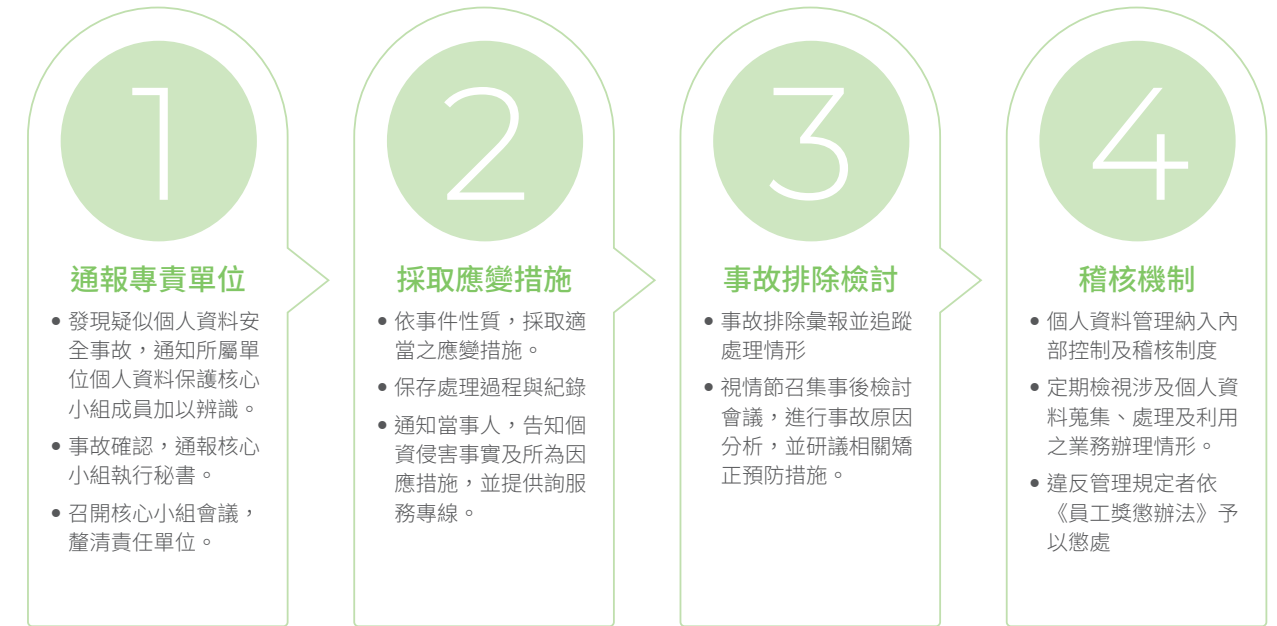 1
通報專責單位
• 發現疑似個人資料安
全事故，通知所屬單
位個人資料保護核心
小組成員加以辨識。
• 事故確認，通報核心
小組執行秘書。
• 召開核心小組會議，
釐清責任單位。
2
採取應變措施
• 依事件性質，採取適
當之應變措施。
• 保存處理過程與紀錄
• 通知當事人，告知個
資侵害事實及所為因
應措施，並提供詢服
務專線。
3
事故排除檢討
• 事故排除彙報並追蹤
處理情形
• 視情節召集事後檢討
會議，進行事故原因
分析，並研議相關矯
正預防措施。
4
稽核機制
• 個人資料管理納入內
部控制及稽核制度
• 定期檢視涉及個人資
料蒐集、處理及利用
之業務辦理情形。
• 違反管理規定者依
《員工獎懲辦法》予
以懲處